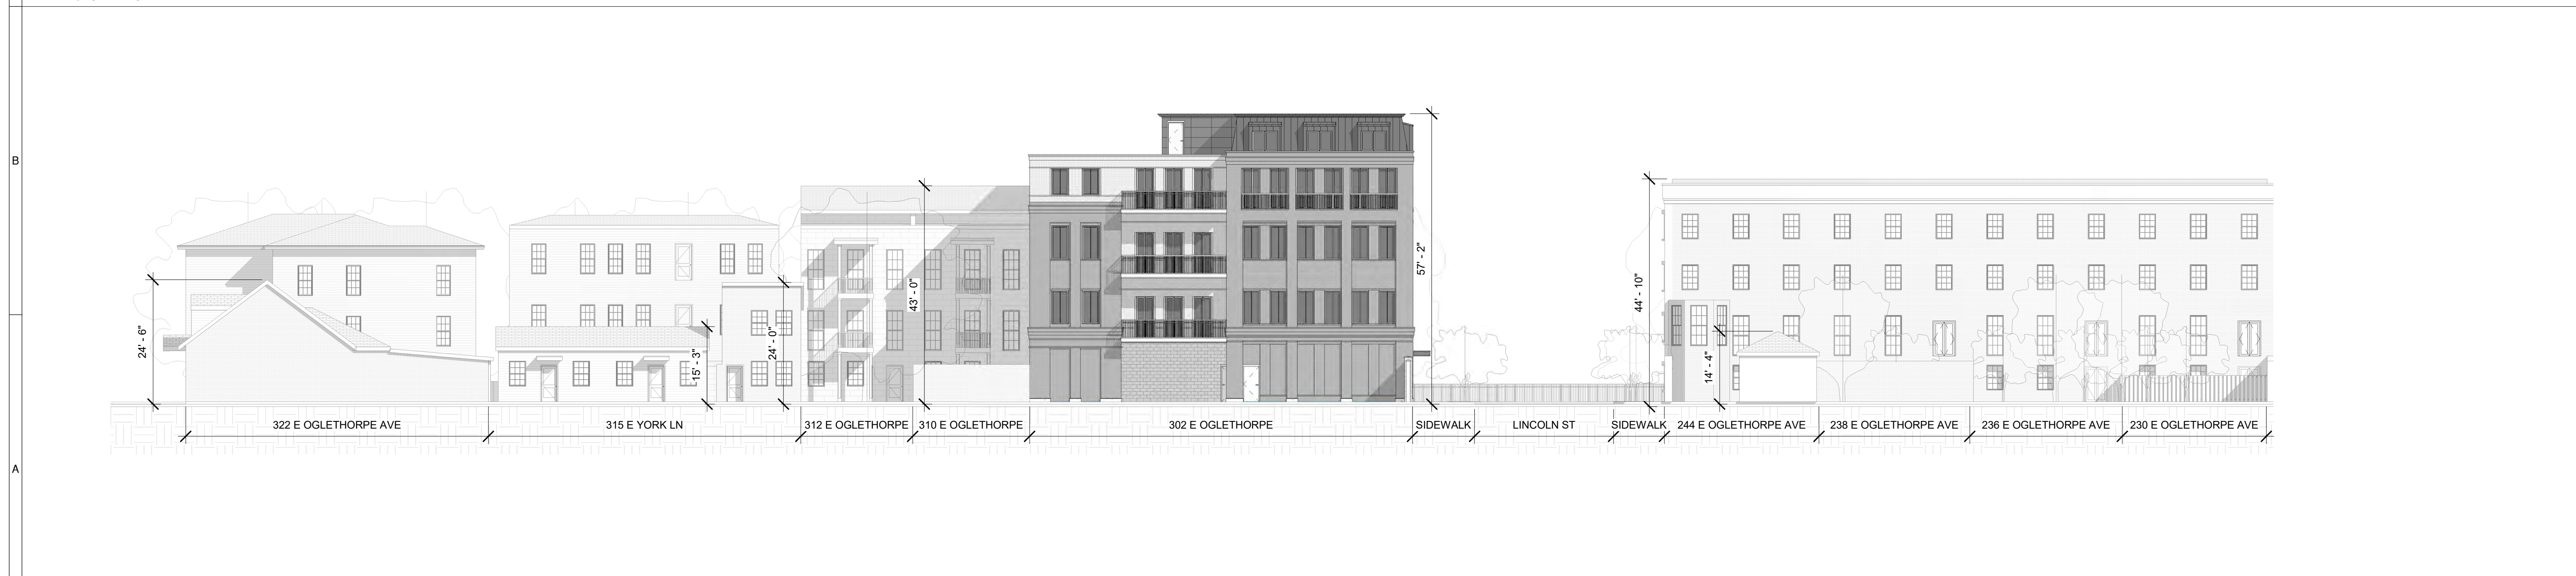 B
57' - 2"
43' - 0"
44' - 10"
24' - 6"
15' - 3"
24' - 0"
14' - 4"
322 E OGLETHORPE AVE
315 E YORK LN
312 E OGLETHORPE
310 E OGLETHORPE
302 E OGLETHORPE
SIDEWALK
LINCOLN ST
SIDEWALK
244 E OGLETHORPE AVE
238 E OGLETHORPE AVE
236 E OGLETHORPE AVE
230 E OGLETHORPE AVE
A